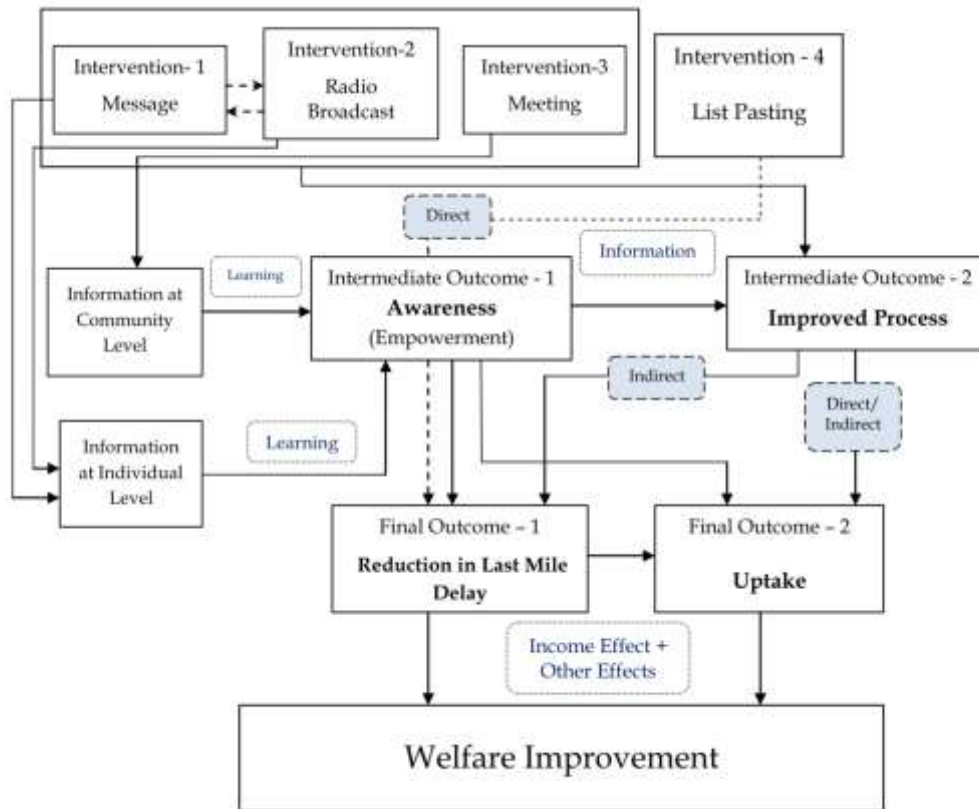 Intervention- 1
Message
Intervention-2
Radio
Broadcast
Intervention-3
Meeting
Intervention - 4
List Pasting
Direct
Information
Learning
Information at
Community
Level
Intermediate Outcome - 1
Awareness
(Empowerment)
Intermediate Outcome - 2
Improved Process
Indirect
Direct/
Indirect
Information
at Individual
Level
Learning
Final Outcome – 1
Reduction in Last Mile
Delay
Final Outcome – 2
Uptake
Income Effect +
Other Effects
Welfare Improvement